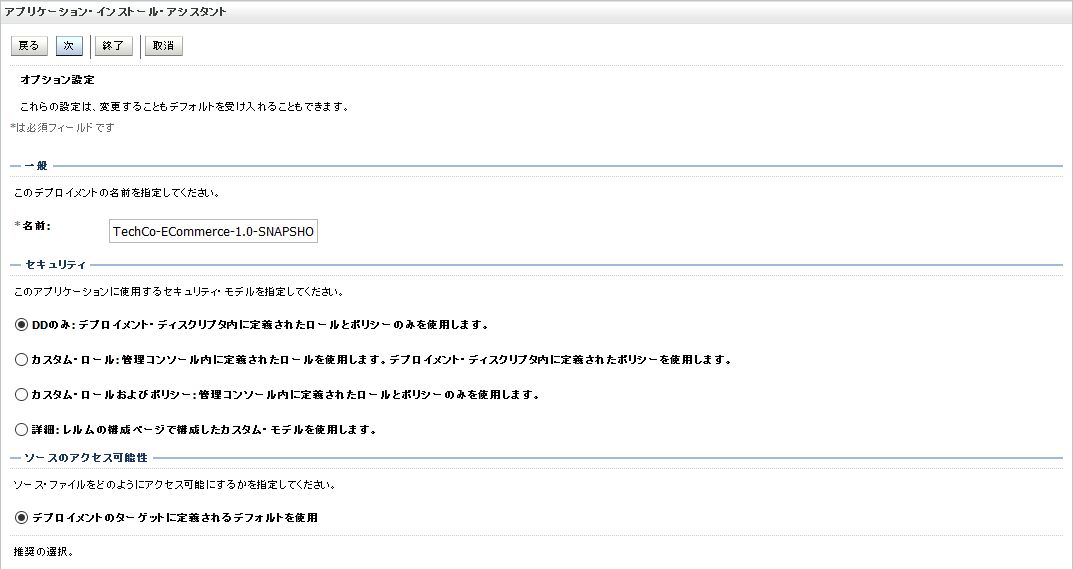 アプリケーション・インストール・アシスタント
戻る 次 終了 取消
オプション設定
これらの設定は、変更することもデフォルトを受け入れることもできます。
*は必須フィールドです
一般
このデプロイメントの名前を指定してください。
*名前: TechCo-ECommerce-1.0-SNAPSHO
セキュリティ
このアプリケーションに使用するセキュリティ・モデルを指定してください。
DDのみ: デプロイメント・ディスクリプタ内に定義されたロールとポリシーのみを使用します。
カスタム・ロール: 管理コンソール内に定義されたロールを使用します。デプロイメント・ディスクリプタ内に定義されたポリシーを使用します。
カスタム・ロールおよびポリシー: 管理コンソール内に定義されたロールとポリシーのみを使用します。
詳細: レルムの構成ページで構成したカスタム・モデルを使用します。
ソースのアクセス可能性
ソース・ファイルをどのようにアクセス可能にするかを指定してください。
デプロイメントのターゲットに定義されるデフォルトを使用
推奨の選択。